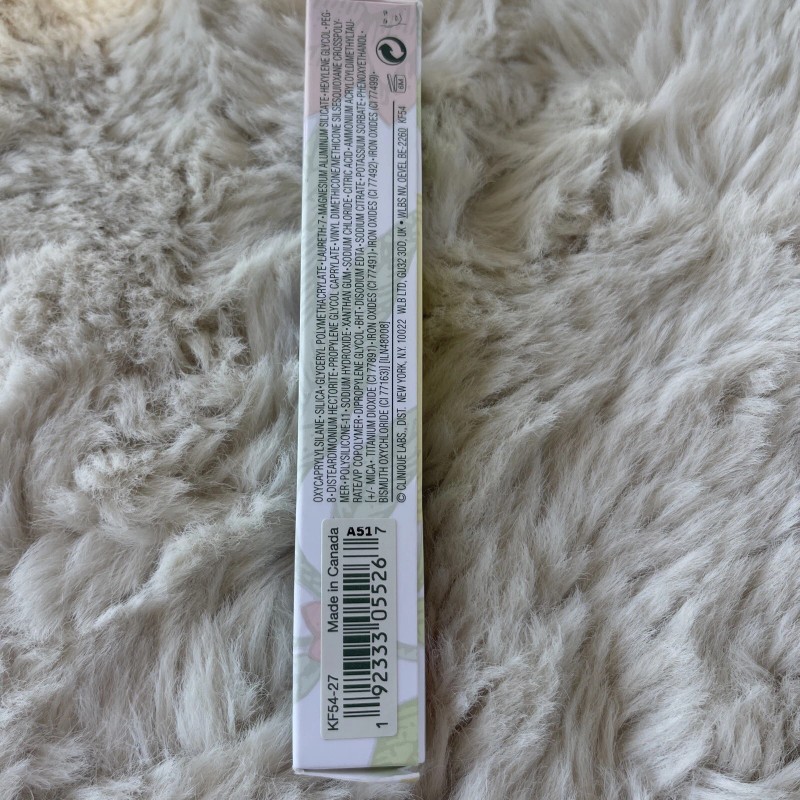 OXYCAPRYLYLSILANE • SILICA • GLYCERYL POLYMETHACRYLATE • LAURETH-7 • MAGNESIUM ALUMINUM SILICATE • HEXYLENE GLYCOL • PEG-
8 • DISTEARDIMONIUM HECTORITE • PROPYLENE GLYCOL CAPRYLATE • VINYL DIMETHICONE/METHICONE SILSESQUIOXANE CROSSPOLY-
MER • POLYSILICONE-11 • SODIUM HYDROXIDE • XANTHAN GUM • SODIUM CHLORIDE • CITRIC ACID • AMMONIUM ACRYLOYLDIMETHYLTAU-
RATE/VP COPOLYMER • DIPROPYLENE GLYCOL • BHT • DISODIUM EDTA • SODIUM CITRATE • POTASSIUM SORBATE • PHENOXYETHANOL •
[+/- MICA • TITANIUM DIOXIDE (CI 77891) • IRON OXIDES (CI 77491) • IRON OXIDES (CI 77492) • IRON OXIDES (CI 77499) •
BISMUTH OXYCHLORIDE (CI 77163)] [ILN48008]
© CLINIQUE LABS., DIST. NEW YORK, N.Y. 10022 WLB LTD, GU32 3DD, UK • WLBS NV, OEVEL BE-2260 KF54
6M
Made in Canada
A517
KF54-27
1 92333 05526 7